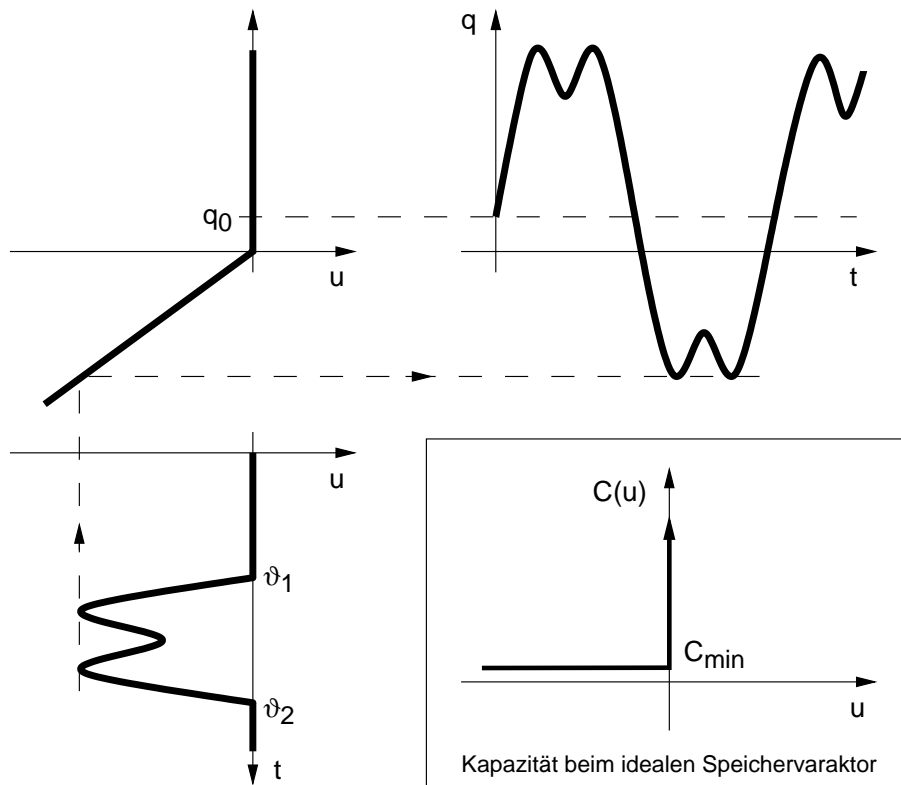 q
q0
u
t
u
C(u)
ϑ1
Cmin
ϑ2
u
t
Kapazität beim idealen Speichervaraktor